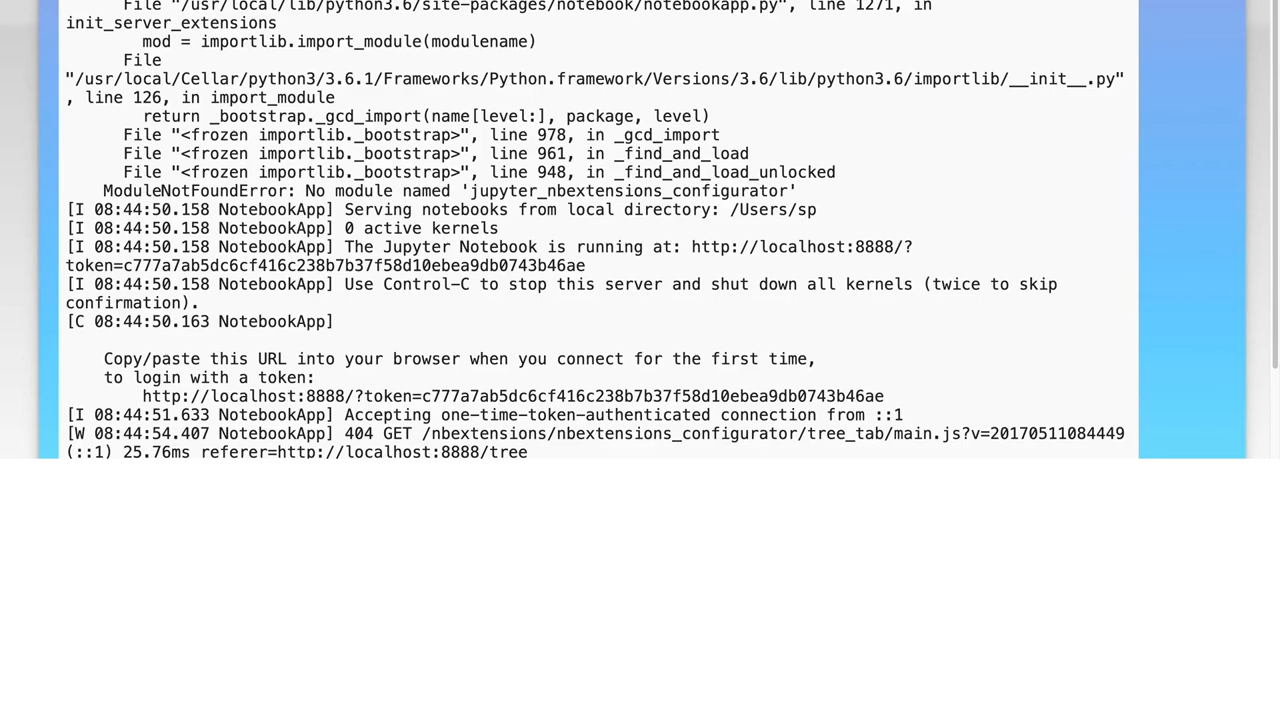 File "/usr/local/lib/python3.6/site-packages/notebook/notebookapp.py", line 1271, in
init_server_extensions
mod = importlib.import_module(modulename)
File
"/usr/local/Cellar/python3/3.6.1/Frameworks/Python.framework/Versions/3.6/lib/python3.6/importlib/__init__.py"
, line 126, in import_module
return _bootstrap._gcd_import(name[level:], package, level)
File "<frozen importlib._bootstrap>", line 978, in _gcd_import
File "<frozen importlib._bootstrap>", line 961, in _find_and_load
File "<frozen importlib._bootstrap>", line 948, in _find_and_load_unlocked
ModuleNotFoundError: No module named 'jupyter_nbextensions_configurator'
[I 08:44:50.158 NotebookApp] Serving notebooks from local directory: /Users/sp
[I 08:44:50.158 NotebookApp] 0 active kernels
[I 08:44:50.158 NotebookApp] The Jupyter Notebook is running at: http://localhost:8888/?
token=c777a7ab5dc6cf416c238b7b37f58d10ebea9db0743b46ae
[I 08:44:50.158 NotebookApp] Use Control-C to stop this server and shut down all kernels (twice to skip
confirmation).
[C 08:44:50.163 NotebookApp]
Copy/paste this URL into your browser when you connect for the first time,
to login with a token:
http://localhost:8888/?token=c777a7ab5dc6cf416c238b7b37f58d10ebea9db0743b46ae
[I 08:44:51.633 NotebookApp] Accepting one-time-token-authenticated connection from ::1
[W 08:44:54.407 NotebookApp] 404 GET /nbextensions/nbextensions_configurator/tree_tab/main.js?v=20170511084449
(::1) 25.76ms referer=http://localhost:8888/tree